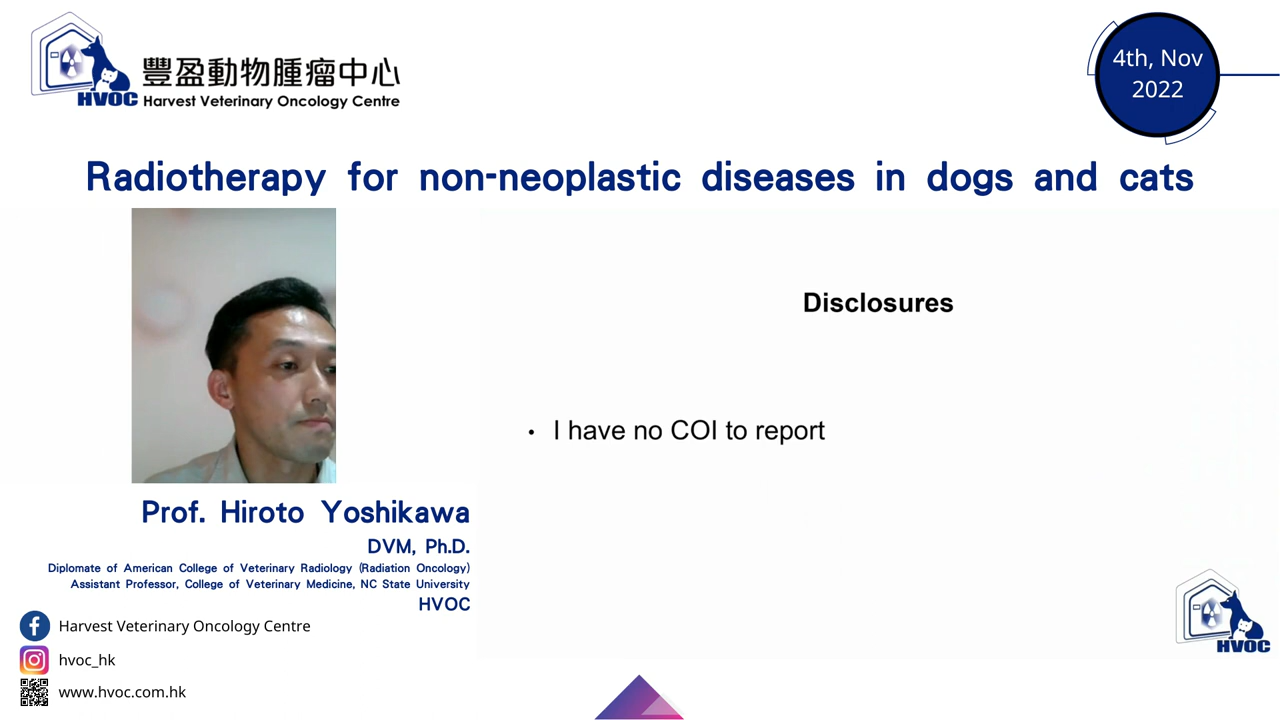 豐盈動物腫瘤中心
HVOC Harvest Veterinary Oncology Centre
4th, Nov
2022
Radiotherapy for non-neoplastic diseases in dogs and cats
Disclosures
• I have no COI to report
Prof. Hiroto Yoshikawa
DVM, Ph.D.
Diplomate of American College of Veterinary Radiology (Radiation Oncology)
Assistant Professor, College of Veterinary Medicine, NC State University
HVOC
Harvest Veterinary Oncology Centre
hvoc_hk
www.hvoc.com.hk
HVOC